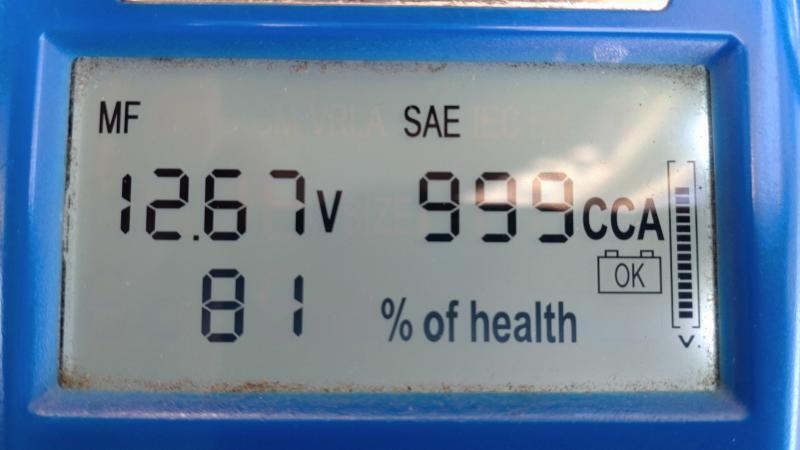 MF SAE
12.67V 999CCA
OK
81 % of health
V